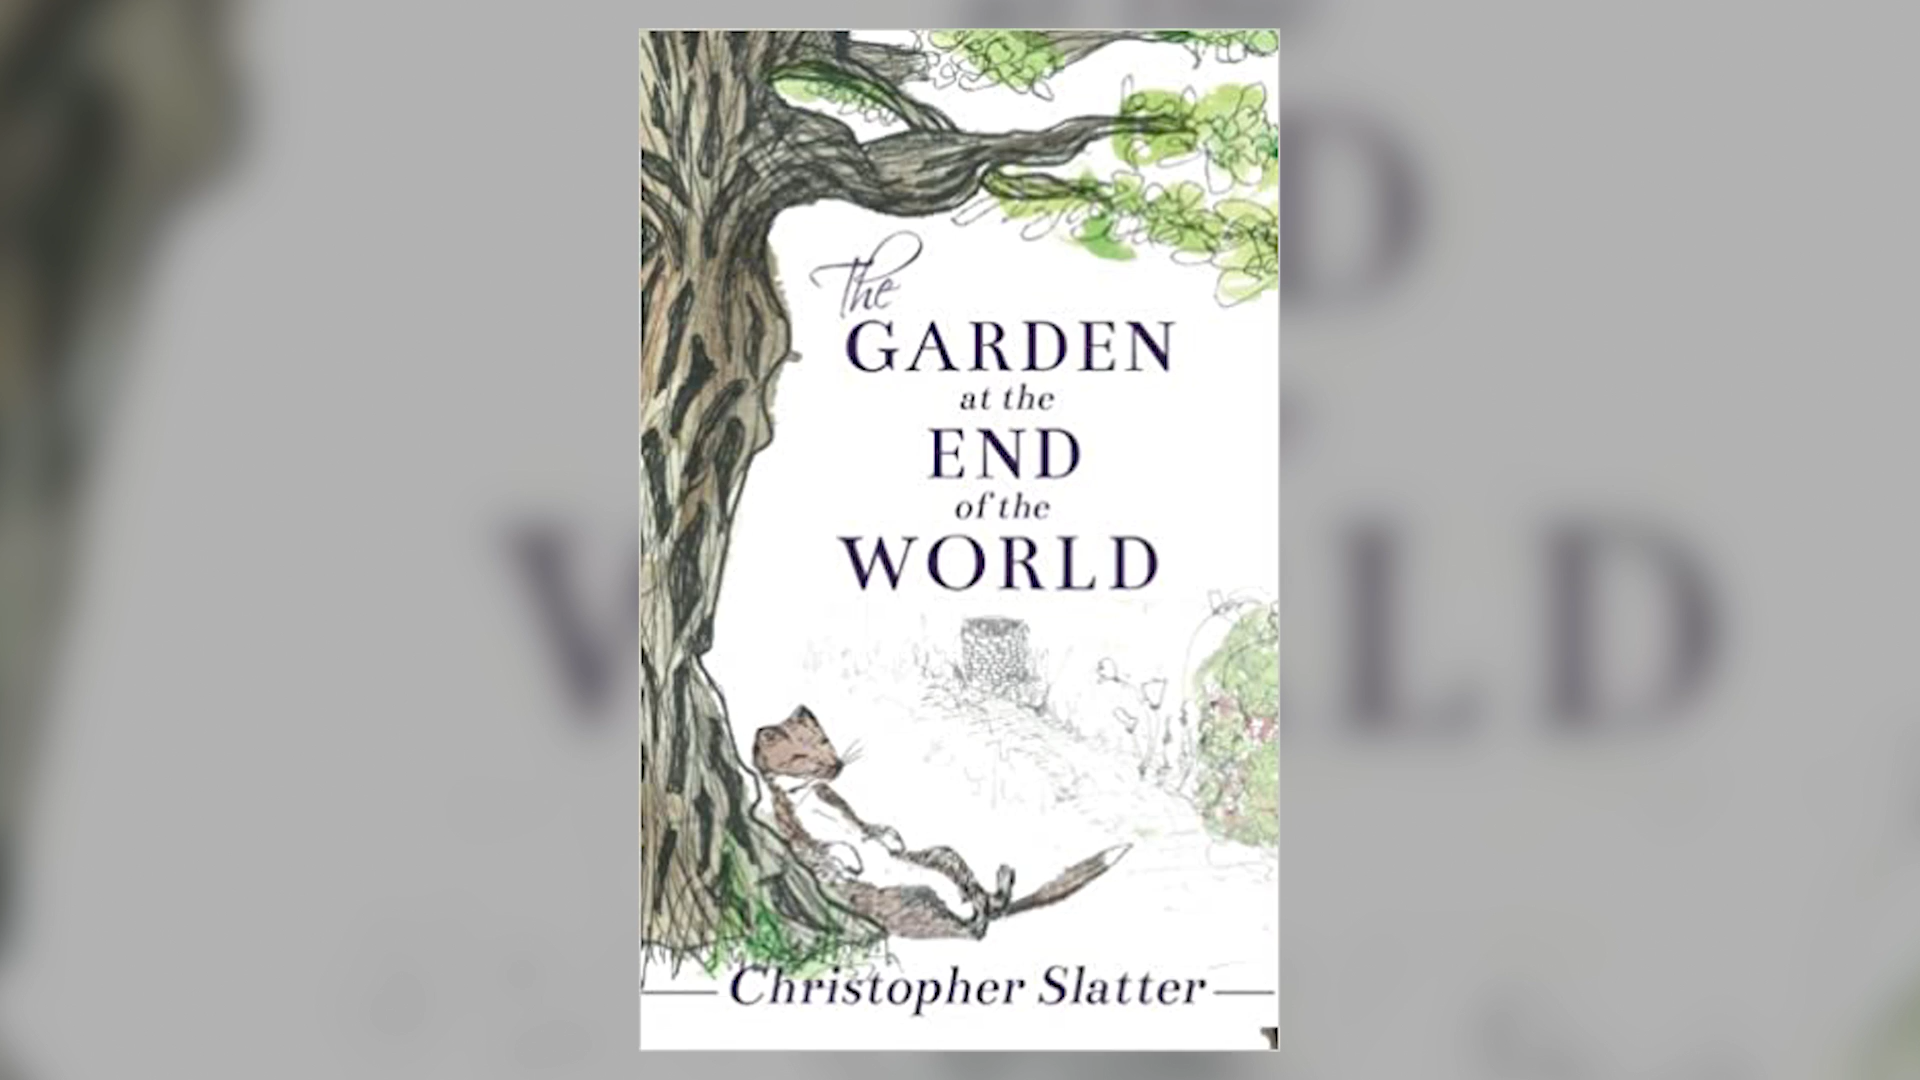 The
GARDEN
at the
END
of the
WORLD
Christopher Slatter